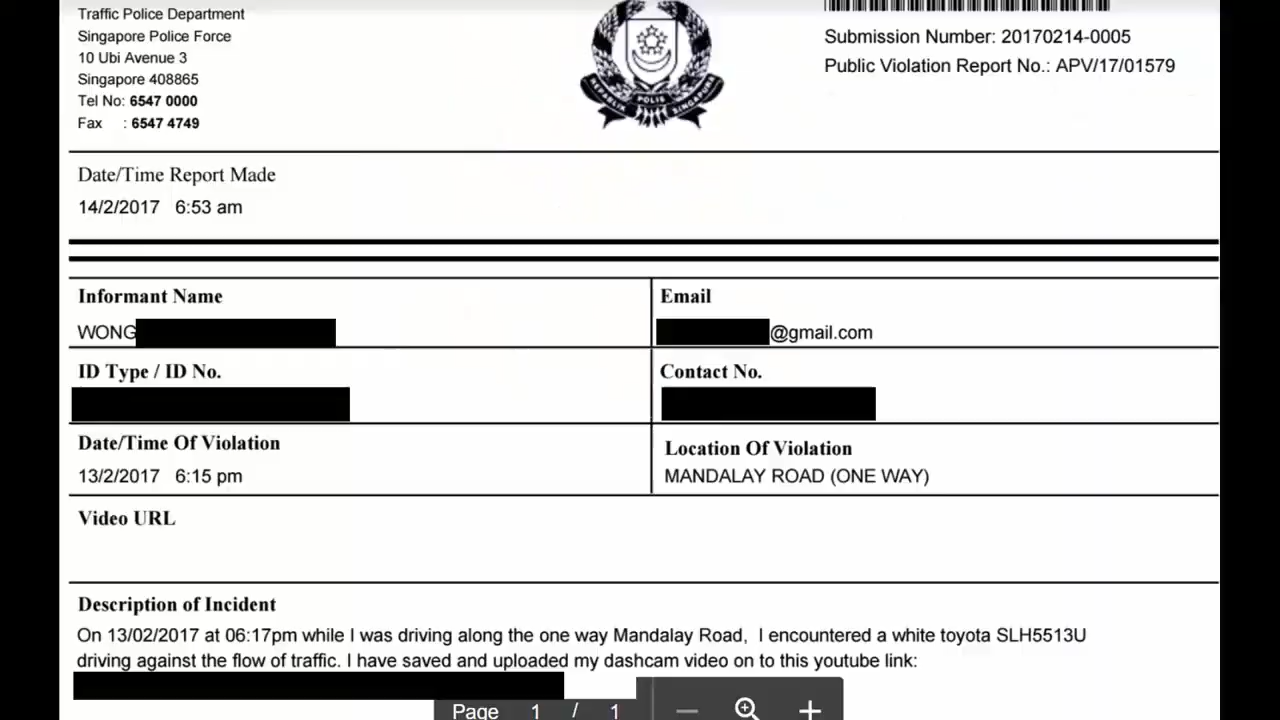 Traffic Police Department
Singapore Police Force
10 Ubi Avenue 3
Singapore 408865
Tel No: 6547 0000
Fax : 6547 4749
REPUBLIK POLIS SINGAPURA
Submission Number: 20170214-0005
Public Violation Report No.: APV/17/01579
Date/Time Report Made
14/2/2017 6:53 am
Informant Name
WONG
Email
@gmail.com
ID Type / ID No.
Contact No.
Date/Time Of Violation
13/2/2017 6:15 pm
Location Of Violation
MANDALAY ROAD (ONE WAY)
Video URL
Description of Incident
On 13/02/2017 at 06:17pm while I was driving along the one way Mandalay Road, I encountered a white toyota SLH5513U
driving against the flow of traffic. I have saved and uploaded my dashcam video on to this youtube link:
Page 1 / 1